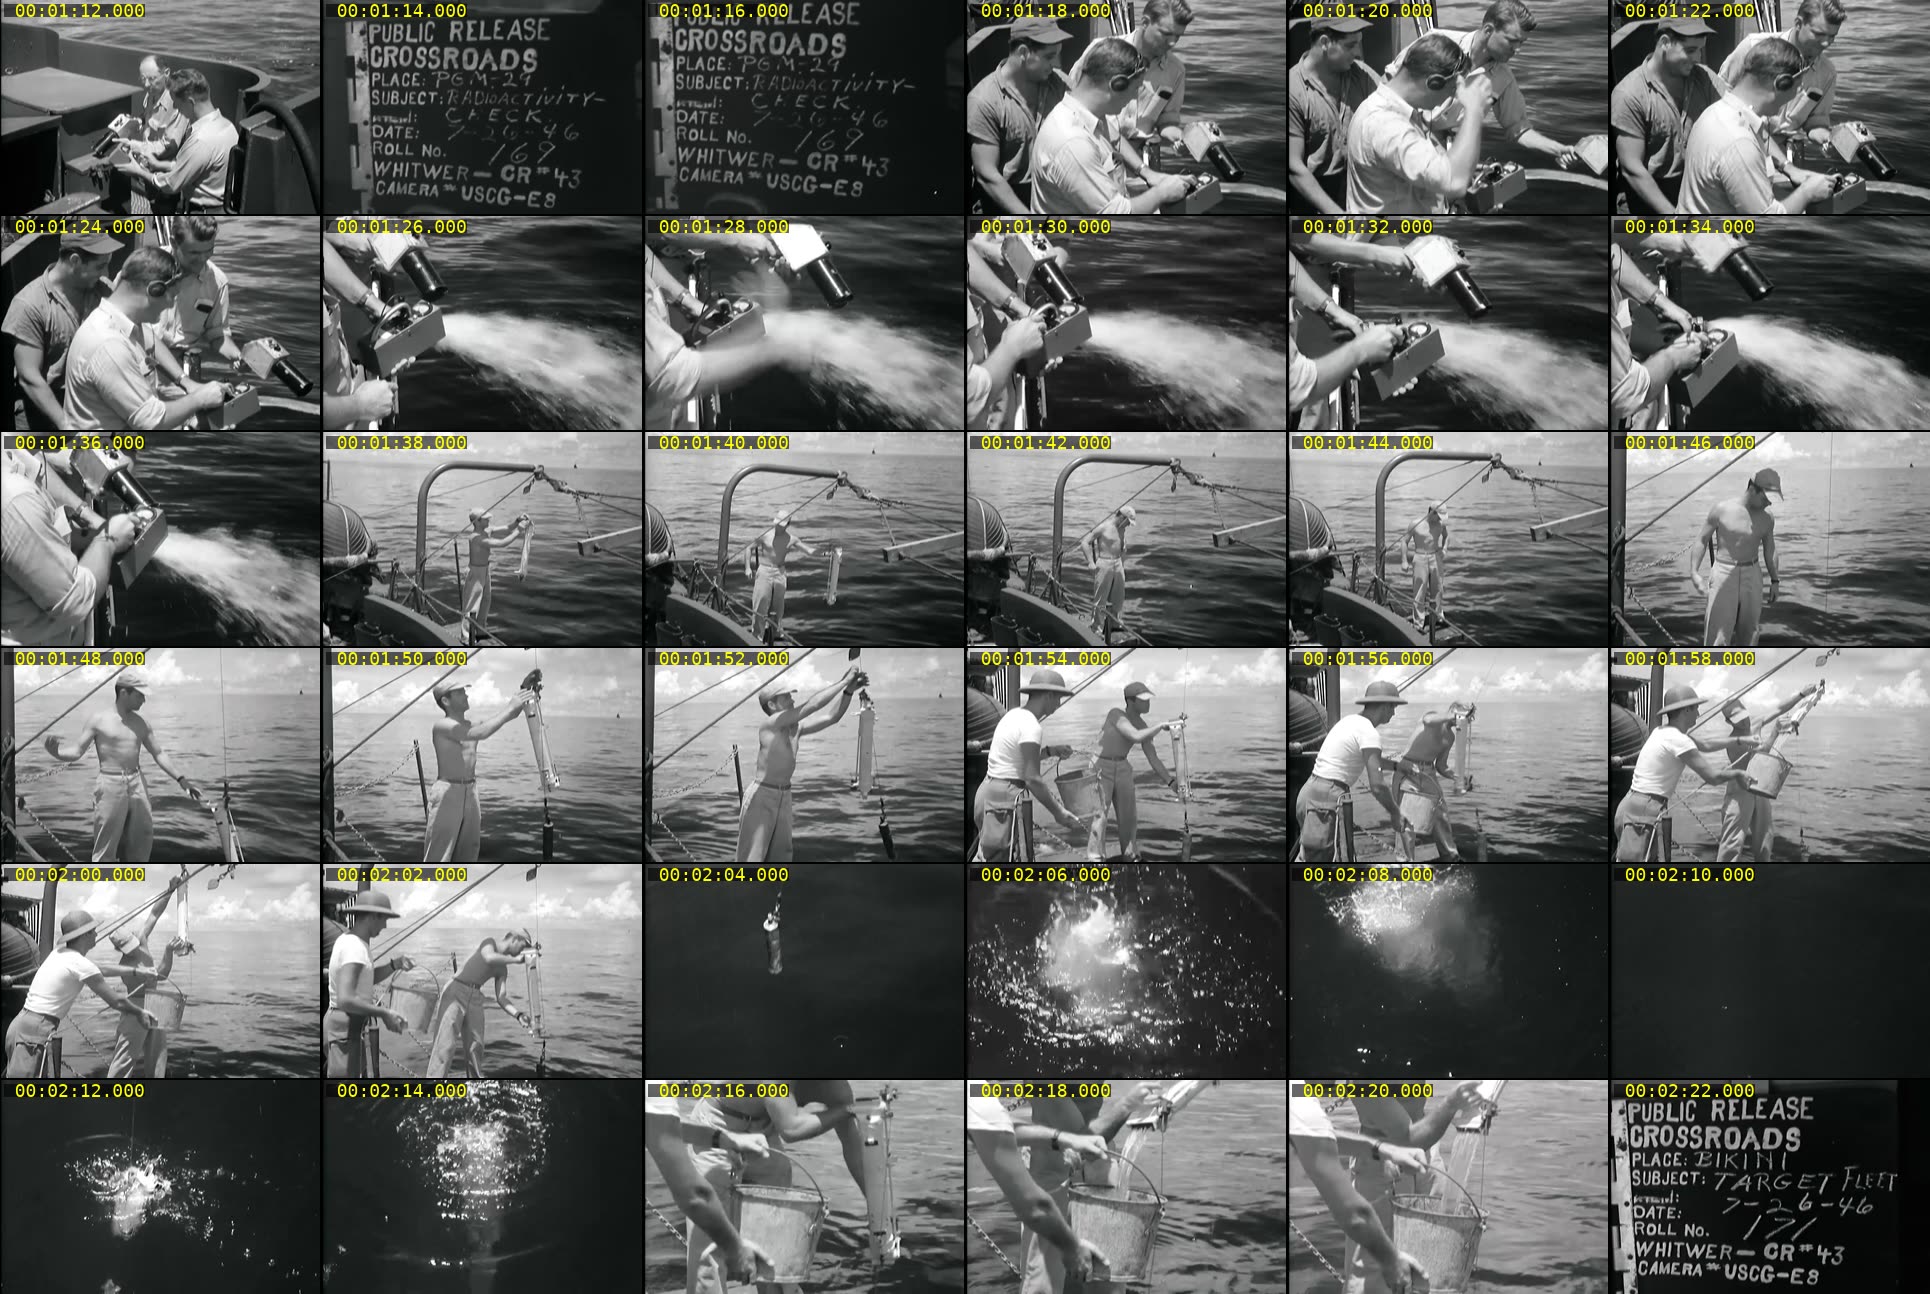 00:01:12.000
00:01:14.000
PUBLIC RELEASE
CROSSROADS
PLACE: PGM-29
SUBJECT: RADIOACTIVITY-
CHECK
DATE: 7-26-46
ROLL No. 169
WHITWER — CR#43
CAMERA # USCG-E8
00:01:16.000
PUBLIC RELEASE
CROSSROADS
PLACE: PGM-29
SUBJECT: RADIOACTIVITY-
CHECK
DATE: 7-26-46
ROLL No. 169
WHITWER — CR#43
CAMERA # USCG-E8
00:01:18.000
00:01:20.000
00:01:22.000
00:01:24.000
00:01:26.000
00:01:28.000
00:01:30.000
00:01:32.000
00:01:34.000
00:01:36.000
00:01:38.000
00:01:40.000
00:01:42.000
00:01:44.000
00:01:46.000
00:01:48.000
00:01:50.000
00:01:52.000
00:01:54.000
00:01:56.000
00:01:58.000
00:02:00.000
00:02:02.000
00:02:04.000
00:02:06.000
00:02:08.000
00:02:10.000
00:02:12.000
00:02:14.000
00:02:16.000
00:02:18.000
00:02:20.000
00:02:22.000
PUBLIC RELEASE
CROSSROADS
PLACE: BIKINI
SUBJECT: TARGET FLEET
DATE: 7-26-46
ROLL No. 171
WHITWER — CR#43
CAMERA # USCG-E8